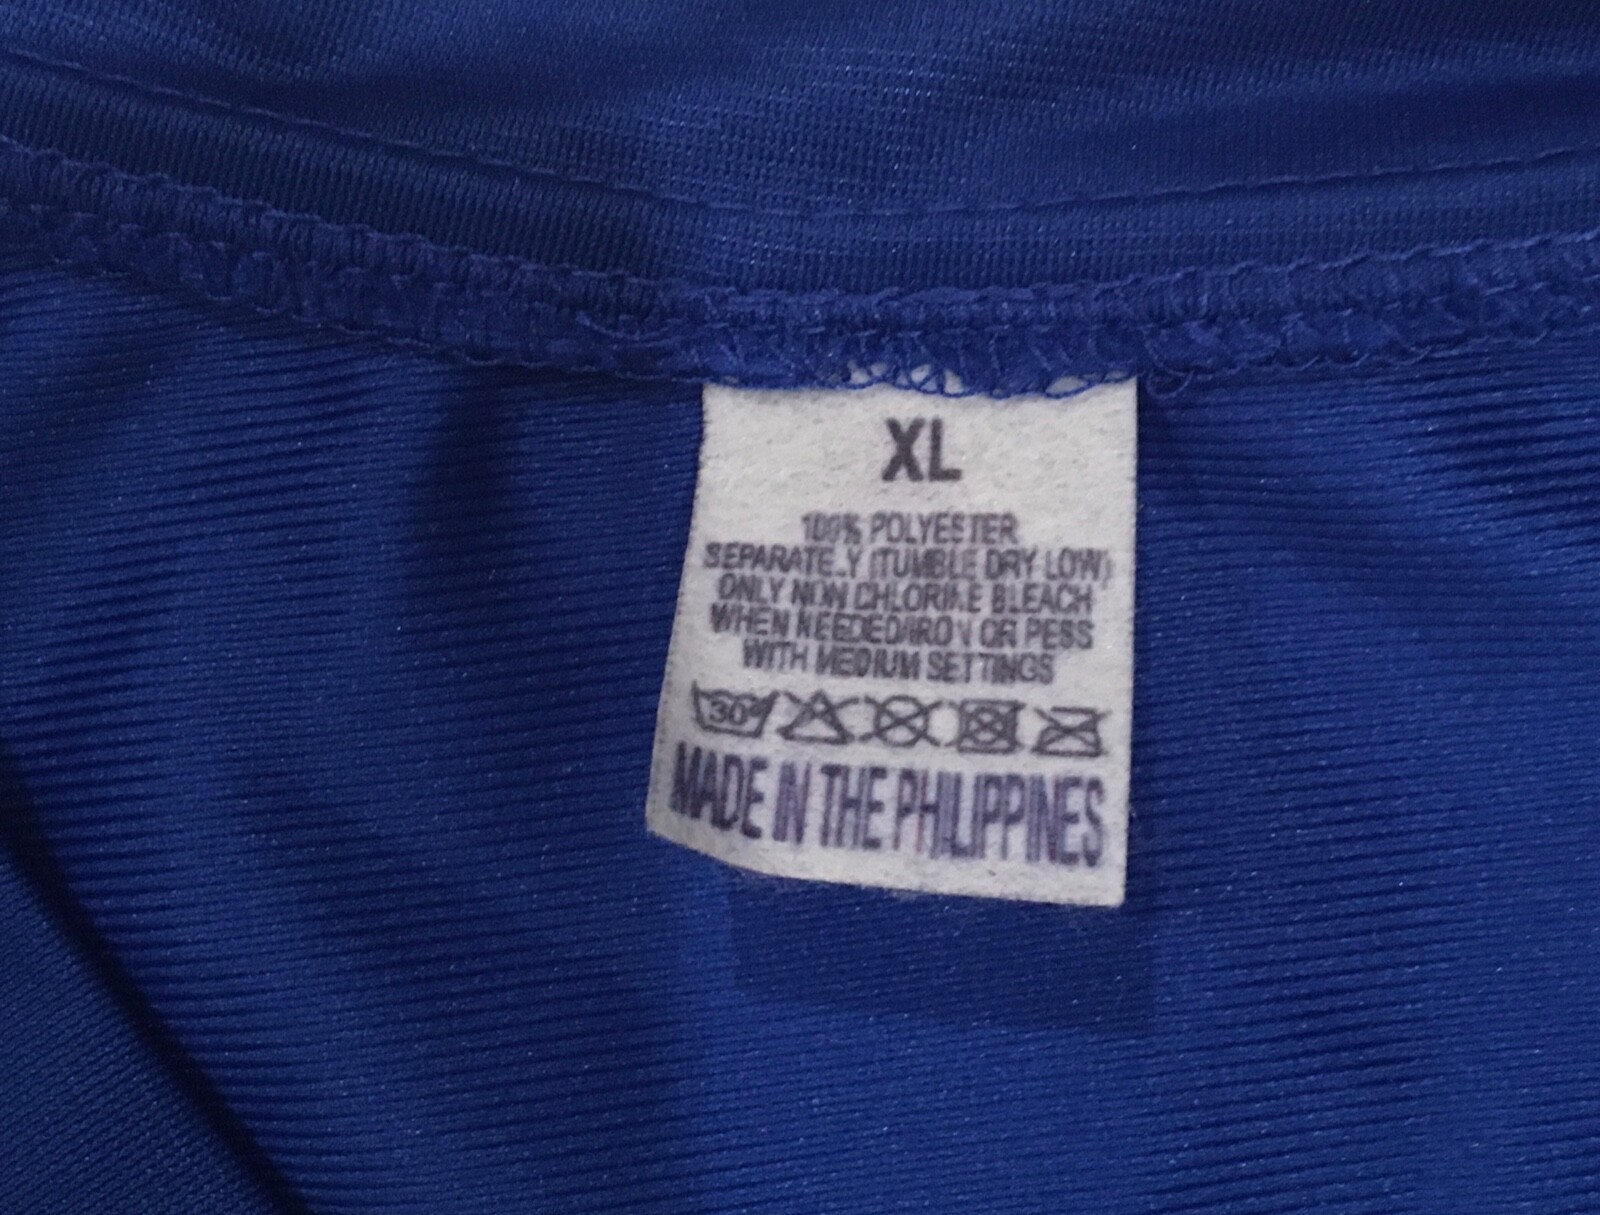 XL
100% POLYESTER
SEPARATE.Y (TUMBLE DRY LOW)
ONLY NON CHLORINE BLEACH
WHEN NEEDED/IRON OR PESS
WITH MEDIUM SETTINGS
30°
MADE IN THE PHILIPPINES